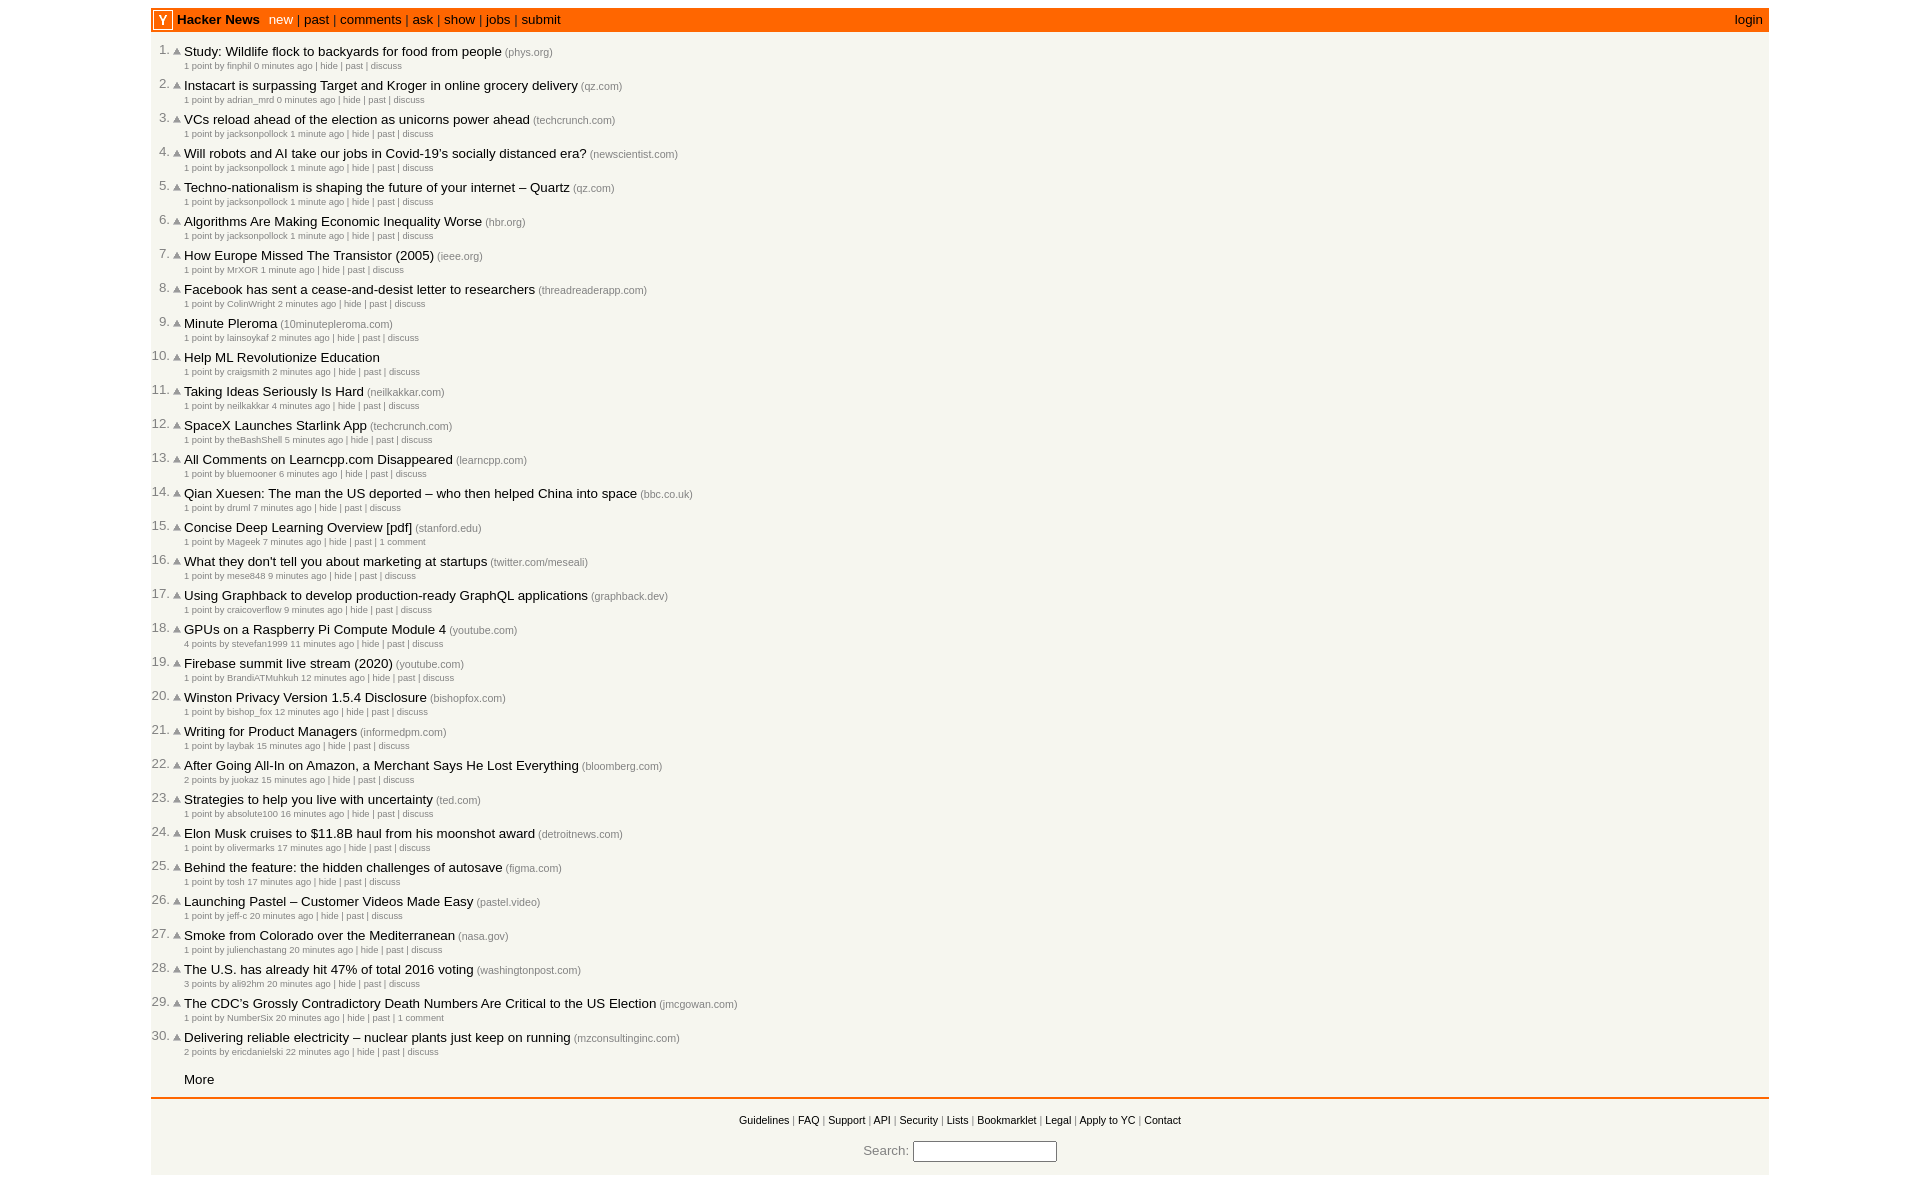 Y Hacker News new | past | comments | ask | show | jobs | submit login
1. Study: Wildlife flock to backyards for food from people (phys.org)
1 point by finphil 0 minutes ago | hide | past | discuss
2. Instacart is surpassing Target and Kroger in online grocery delivery (qz.com)
1 point by adrian_mrd 0 minutes ago | hide | past | discuss
3. VCs reload ahead of the election as unicorns power ahead (techcrunch.com)
1 point by jacksonpollock 1 minute ago | hide | past | discuss
4. Will robots and AI take our jobs in Covid-19's socially distanced era? (newscientist.com)
1 point by jacksonpollock 1 minute ago | hide | past | discuss
5. Techno-nationalism is shaping the future of your internet – Quartz (qz.com)
1 point by jacksonpollock 1 minute ago | hide | past | discuss
6. Algorithms Are Making Economic Inequality Worse (hbr.org)
1 point by jacksonpollock 1 minute ago | hide | past | discuss
7. How Europe Missed The Transistor (2005) (ieee.org)
1 point by MrXOR 1 minute ago | hide | past | discuss
8. Facebook has sent a cease-and-desist letter to researchers (threadreaderapp.com)
1 point by ColinWright 2 minutes ago | hide | past | discuss
9. Minute Pleroma (10minutepleroma.com)
1 point by lainsoykaf 2 minutes ago | hide | past | discuss
10. Help ML Revolutionize Education
1 point by craigsmith 2 minutes ago | hide | past | discuss
11. Taking Ideas Seriously Is Hard (neilkakkar.com)
1 point by neilkakkar 4 minutes ago | hide | past | discuss
12. SpaceX Launches Starlink App (techcrunch.com)
1 point by theBashShell 5 minutes ago | hide | past | discuss
13. All Comments on Learncpp.com Disappeared (learncpp.com)
1 point by bluemooner 6 minutes ago | hide | past | discuss
14. Qian Xuesen: The man the US deported – who then helped China into space (bbc.co.uk)
1 point by druml 7 minutes ago | hide | past | discuss
15. Concise Deep Learning Overview [pdf] (stanford.edu)
1 point by Mageek 7 minutes ago | hide | past | 1 comment
16. What they don't tell you about marketing at startups (twitter.com/meseali)
1 point by mese848 9 minutes ago | hide | past | discuss
17. Using Graphback to develop production-ready GraphQL applications (graphback.dev)
1 point by craicoverflow 9 minutes ago | hide | past | discuss
18. GPUs on a Raspberry Pi Compute Module 4 (youtube.com)
4 points by stevefan1999 11 minutes ago | hide | past | discuss
19. Firebase summit live stream (2020) (youtube.com)
1 point by BrandiATMuhkuh 12 minutes ago | hide | past | discuss
20. Winston Privacy Version 1.5.4 Disclosure (bishopfox.com)
1 point by bishop_fox 12 minutes ago | hide | past | discuss
21. Writing for Product Managers (informedpm.com)
1 point by laybak 15 minutes ago | hide | past | discuss
22. After Going All-In on Amazon, a Merchant Says He Lost Everything (bloomberg.com)
2 points by juokaz 15 minutes ago | hide | past | discuss
23. Strategies to help you live with uncertainty (ted.com)
1 point by absolute100 16 minutes ago | hide | past | discuss
24. Elon Musk cruises to $11.8B haul from his moonshot award (detroitnews.com)
1 point by olivermarks 17 minutes ago | hide | past | discuss
25. Behind the feature: the hidden challenges of autosave (figma.com)
1 point by tosh 17 minutes ago | hide | past | discuss
26. Launching Pastel – Customer Videos Made Easy (pastel.video)
1 point by jeff-c 20 minutes ago | hide | past | discuss
27. Smoke from Colorado over the Mediterranean (nasa.gov)
1 point by julienchastang 20 minutes ago | hide | past | discuss
28. The U.S. has already hit 47% of total 2016 voting (washingtonpost.com)
3 points by ali92hm 20 minutes ago | hide | past | discuss
29. The CDC's Grossly Contradictory Death Numbers Are Critical to the US Election (jmcgowan.com)
1 point by NumberSix 20 minutes ago | hide | past | 1 comment
30. Delivering reliable electricity – nuclear plants just keep on running (mzconsultinginc.com)
2 points by ericdanielski 22 minutes ago | hide | past | discuss
More
Guidelines | FAQ | Support | API | Security | Lists | Bookmarklet | Legal | Apply to YC | Contact
Search: